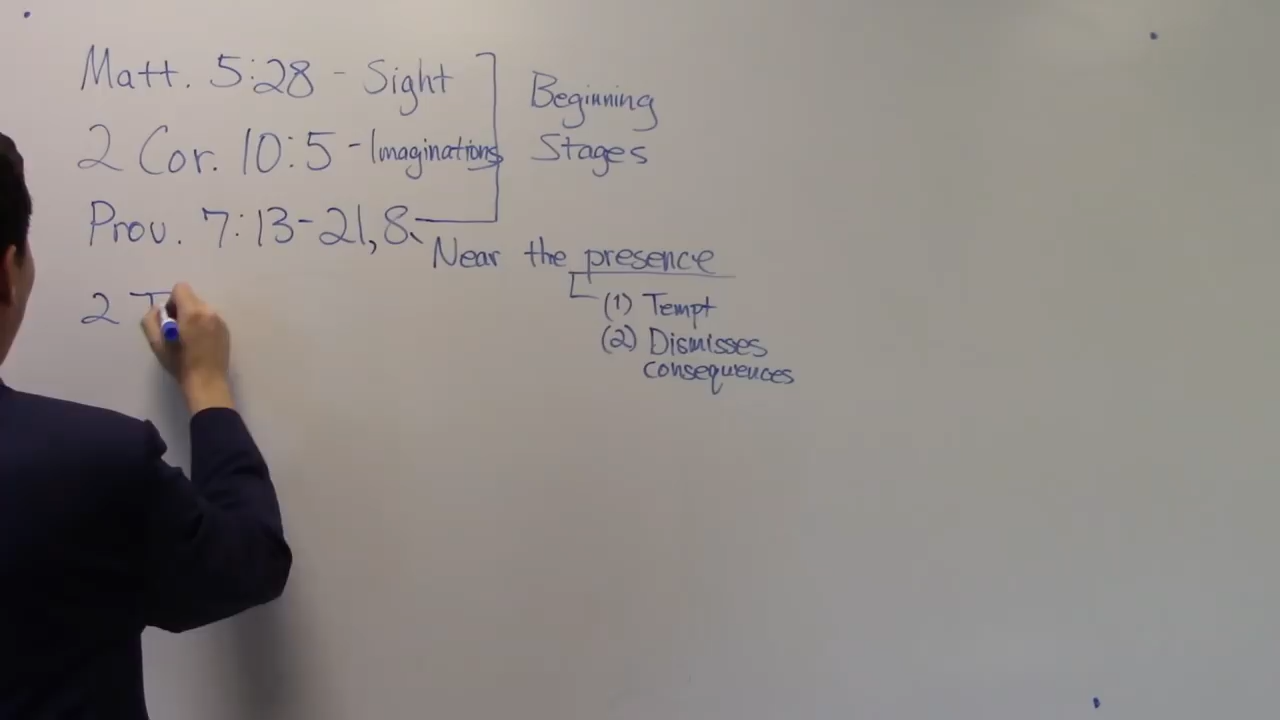 Matt. 5:28 - Sight
2 Cor. 10:5 - Imaginations
Prov. 7:13-21, 8
Beginning
Stages
Near the presence
(1) Tempt
(2) Dismisses
consequences
2 T